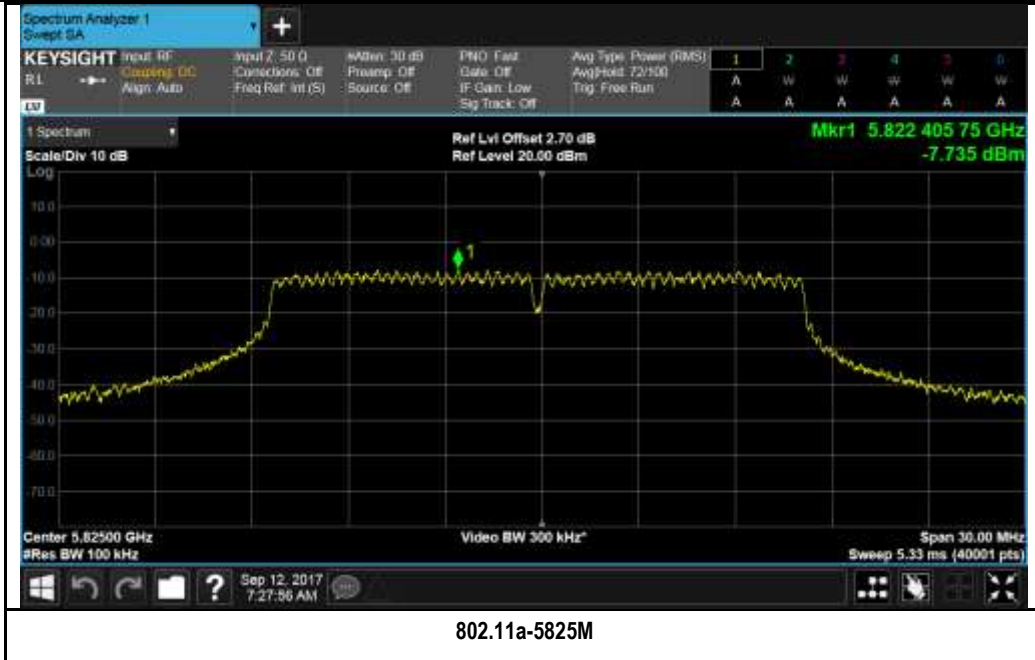 Spectrum Analyzer 1
Swept SA
+
KEYSIGHT
RL
Input: RF
Coupling: DC
Align: Auto
Input Z: 50 Ω
Corrections: Off
Freq Ref: Int (S)
#Atten: 30 dB
Preamp: Off
Source: Off
PNO: Fast
Gate: Off
IF Gain: Low
Sig Track: Off
Avg Type: Power (RMS)
Avg|Hold: 72/100
Trig: Free Run
1 2 3 4 5 6
A W W W W W
A A A A A A
1 Spectrum
Scale/Div 10 dB
Ref Lvl Offset 2.70 dB
Ref Level 20.00 dBm
Mkr1 5.822 405 75 GHz
-7.735 dBm
Log
10.0
0.00
-10.0
-20.0
-30.0
-40.0
-50.0
-60.0
-70.0
1
Center 5.82500 GHz
#Res BW 100 kHz
Video BW 300 kHz*
Span 30.00 MHz
Sweep 5.33 ms (40001 pts)
?
Sep 12, 2017
7:27:56 AM
802.11a-5825M